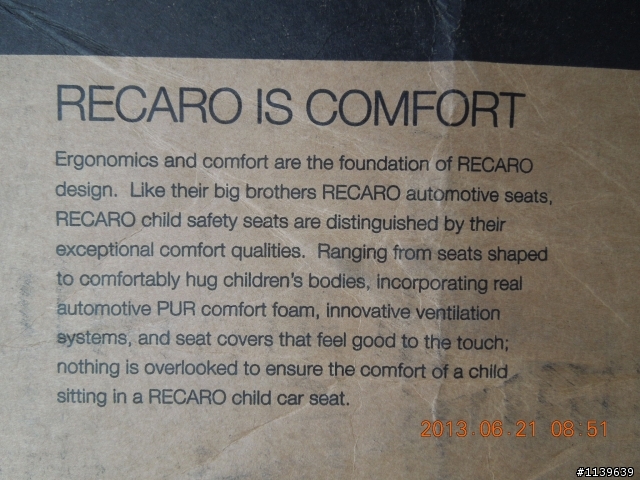 RECARO IS COMFORT
Ergonomics and comfort are the foundation of RECARO
design.  Like their big brothers RECARO automotive seats,
RECARO child safety seats are distinguished by their
exceptional comfort qualities.  Ranging from seats shaped
to comfortably hug children's bodies, incorporating real
automotive PUR comfort foam, innovative ventilation
systems, and seat covers that feel good to the touch;
nothing is overlooked to ensure the comfort of a child
sitting in a RECARO child car seat.
2013.06.21 08:51
#1139639